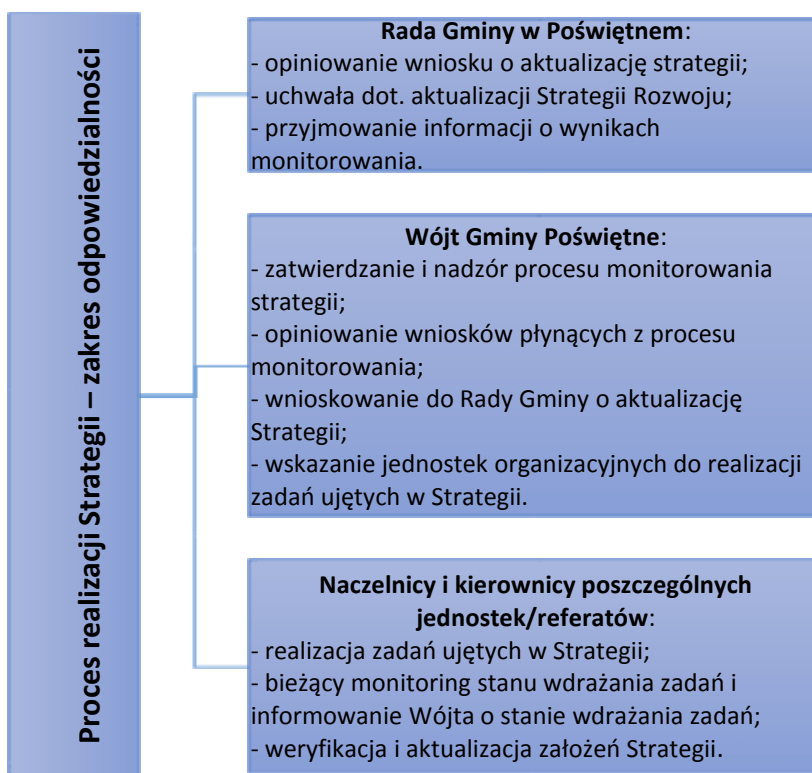 Proces realizacji Strategii – zakres odpowiedzialności
Rada Gminy w Poświętnem:
- opiniowanie wniosku o aktualizację strategii;
- uchwała dot. aktualizacji Strategii Rozwoju;
- przyjmowanie informacji o wynikach
monitorowania.
Wójt Gminy Poświętne:
- zatwierdzanie i nadzór procesu monitorowania
strategii;
- opiniowanie wniosków płynących z procesu
monitorowania;
- wnioskowanie do Rady Gminy o aktualizację
Strategii;
- wskazanie jednostek organizacyjnych do realizacji
zadań ujętych w Strategii.
Naczelnicy i kierownicy poszczególnych
jednostek/referatów:
- realizacja zadań ujętych w Strategii;
- bieżący monitoring stanu wdrażania zadań i
informowanie Wójta o stanie wdrażania zadań;
- weryfikacja i aktualizacja założeń Strategii.